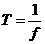 T = 1/f